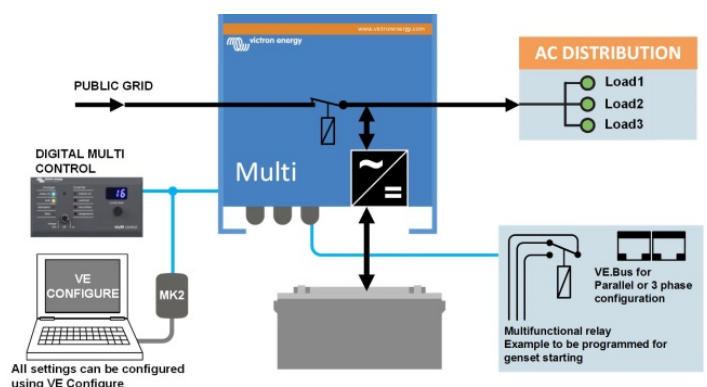 www.victronenergy.com
victron energy
AC DISTRIBUTION
Load1
Load2
Load3
PUBLIC GRID
DIGITAL MULTI
CONTROL
16
multi control
Multi
VE
CONFIGURE
MK2
All settings can be configured
using VE Configure
VE.Bus for
Parallel or 3 phase
configuration
Multifunctional relay
Example to be programmed for
genset starting